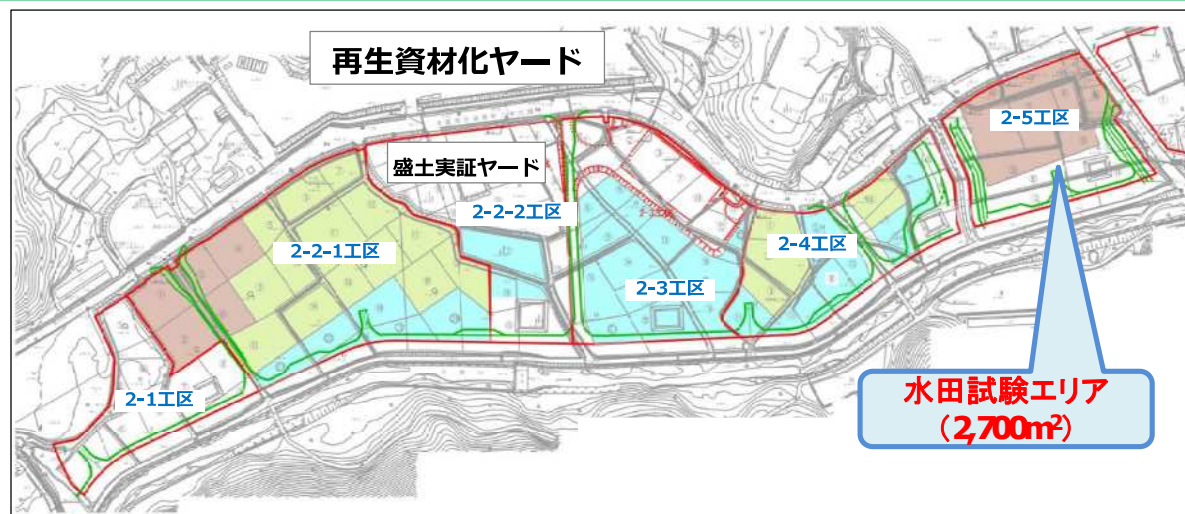 再生資材化ヤード
2-5工区
盛土実証ヤード
2-2-2工区
2-2-1工区
2-4工区
2-3工区
2-1工区
水田試験エリア
（2,700m²）